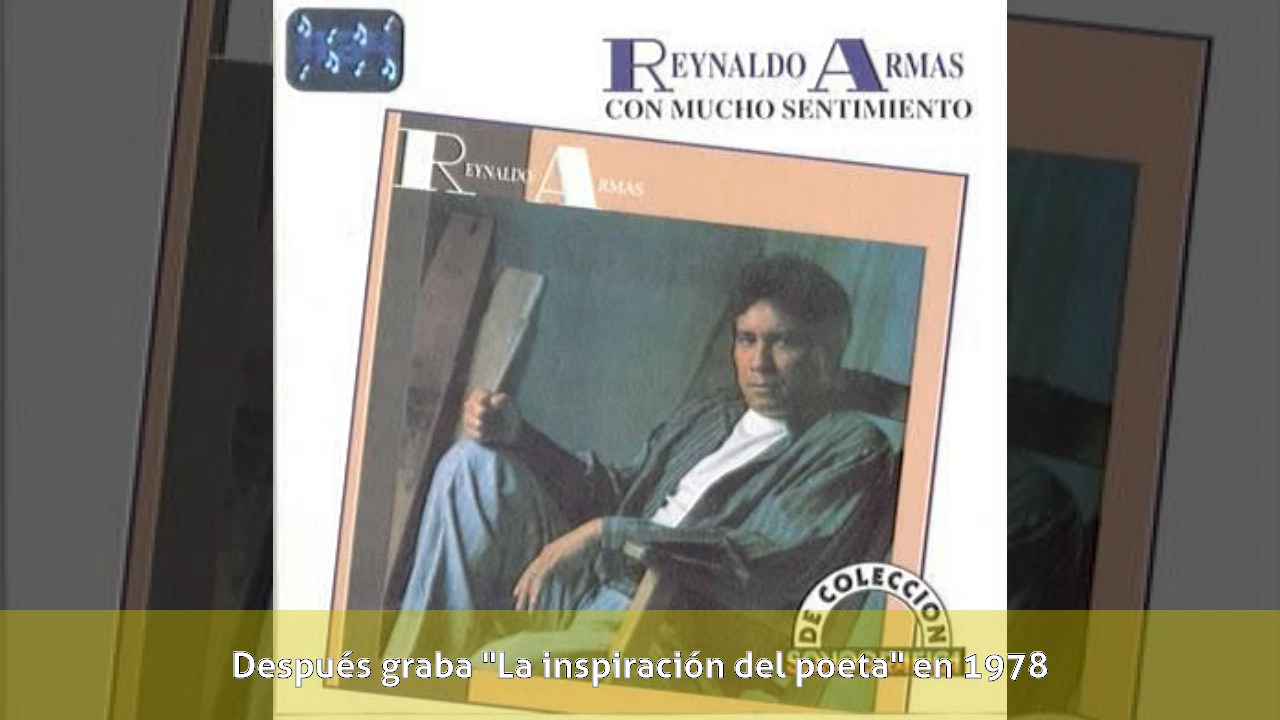 REYNALDO ARMAS
CON MUCHO SENTIMIENTO
REYNALDO ARMAS
DE COLECCION
Después graba "La inspiración del poeta" en 1978